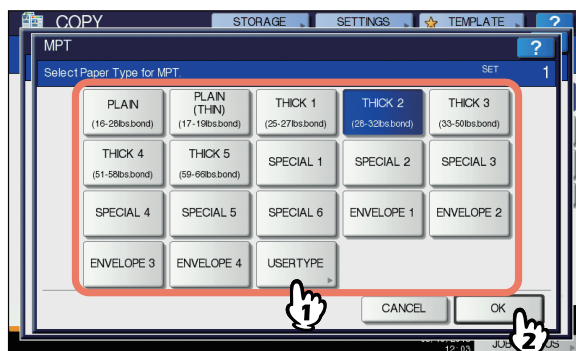 COPY STORAGE SETTINGS TEMPLATE ?
MPT ?
Select Paper Type for MPT. SET 1
PLAIN
(16-28lbs.bond)
PLAIN
(THIN)
(17-19lbs.bond)
THICK 1
(25-27lbs.bond)
THICK 2
(28-32lbs.bond)
THICK 3
(33-50lbs.bond)
THICK 4
(51-58lbs.bond)
THICK 5
(59-66lbs.bond)
SPECIAL 1
SPECIAL 2
SPECIAL 3
SPECIAL 4
SPECIAL 5
SPECIAL 6
ENVELOPE 1
ENVELOPE 2
ENVELOPE 3
ENVELOPE 4
USERTYPE
1
CANCEL
OK
2
12:03